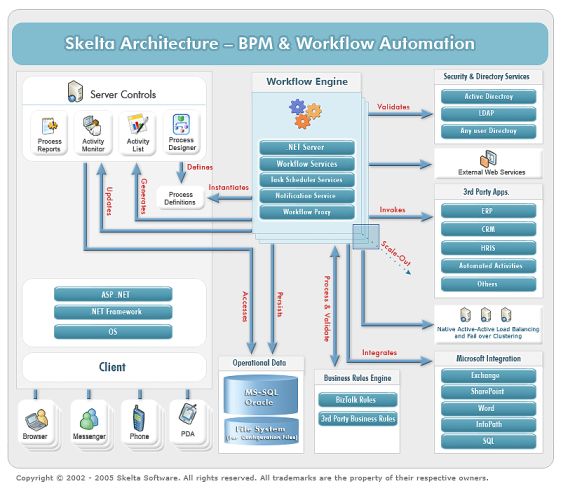 Skelta Architecture – BPM & Workflow Automation
Server Controls
Process
Reports
Activity
Monitor
Activity
List
Process
Designer
Defines
Process
Definitions
Updates
Generates
Instantiates
Workflow Engine
.NET Server
Workflow Services
Task Scheduler Services
Notification Service
Workflow Proxy
Validates
Invokes
Scale-Out
Security & Directory Services
Active Directroy
LDAP
Any user Directroy
External Web Services
3rd Party Apps.
ERP
CRM
HRIS
Automated Activities
Others
Native Active-Active Load Balancing
and Fail over Clustering
Integrates
Microsoft Integration
Exchange
SharePoint
Word
InfoPath
SQL
Accesses
Persists
Process & Validate
Operational Data
MS-SQL
Oracle
File System
(for Configuration Files)
Business Rules Engine
BizTalk Rules
3rd Party Business Rules
ASP .NET
.NET Framework
OS
Client
Browser
Messenger
Phone
PDA
Copyright © 2002 - 2005 Skelta Software. All rights reserved. All trademarks are the property of their respective owners.